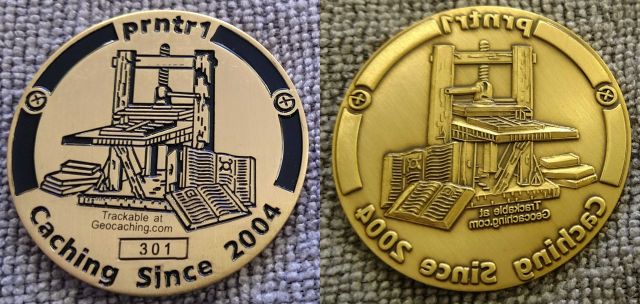 prntr1
Trackable at
Geocaching.com
301
Caching Since 2004
prntr1
Trackable at
Geocaching.com
Caching Since 2004